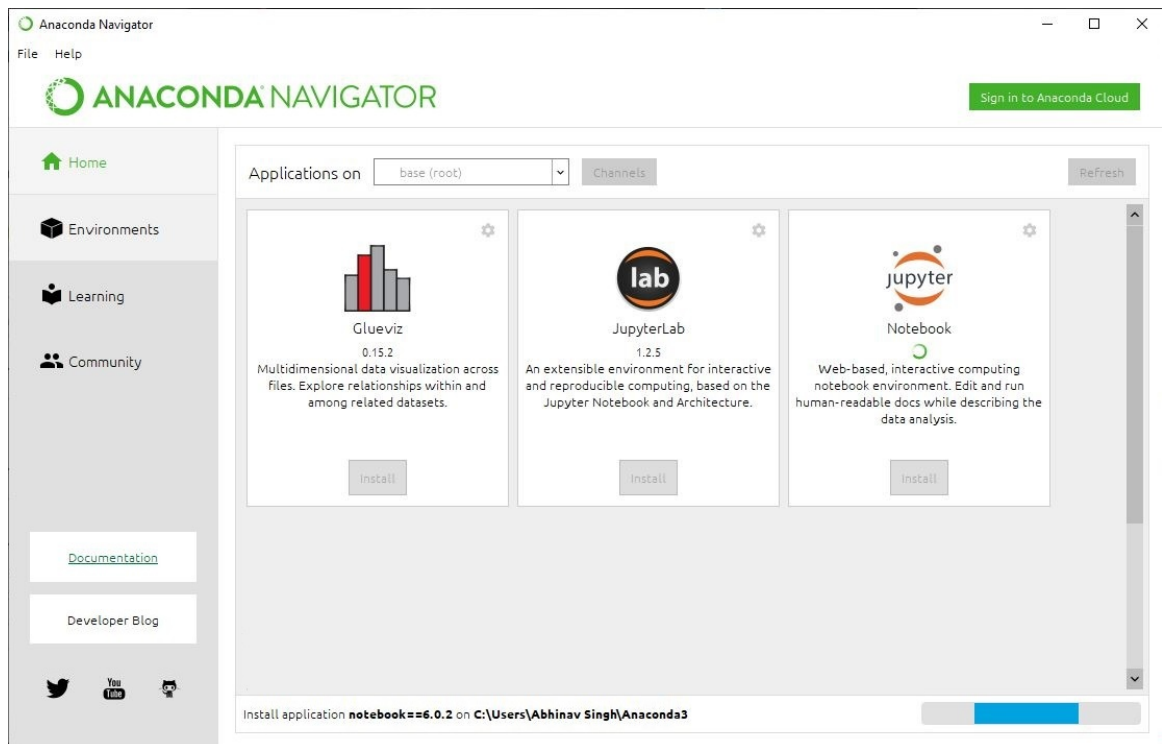 Anaconda Navigator
File Help
ANACONDA NAVIGATOR
Sign in to Anaconda Cloud
Home
Environments
Learning
Community
Documentation
Developer Blog
You
Tube
Applications on base (root) Channels Refresh
Glueviz
0.15.2
Multidimensional data visualization across
files. Explore relationships within and
among related datasets.
Install
lab
JupyterLab
1.2.5
An extensible environment for interactive
and reproducible computing, based on the
Jupyter Notebook and Architecture.
Install
jupyter
Notebook
Web-based, interactive computing
notebook environment. Edit and run
human-readable docs while describing the
data analysis.
Install
Install application notebook==6.0.2 on C:\Users\Abhinav Singh\Anaconda3